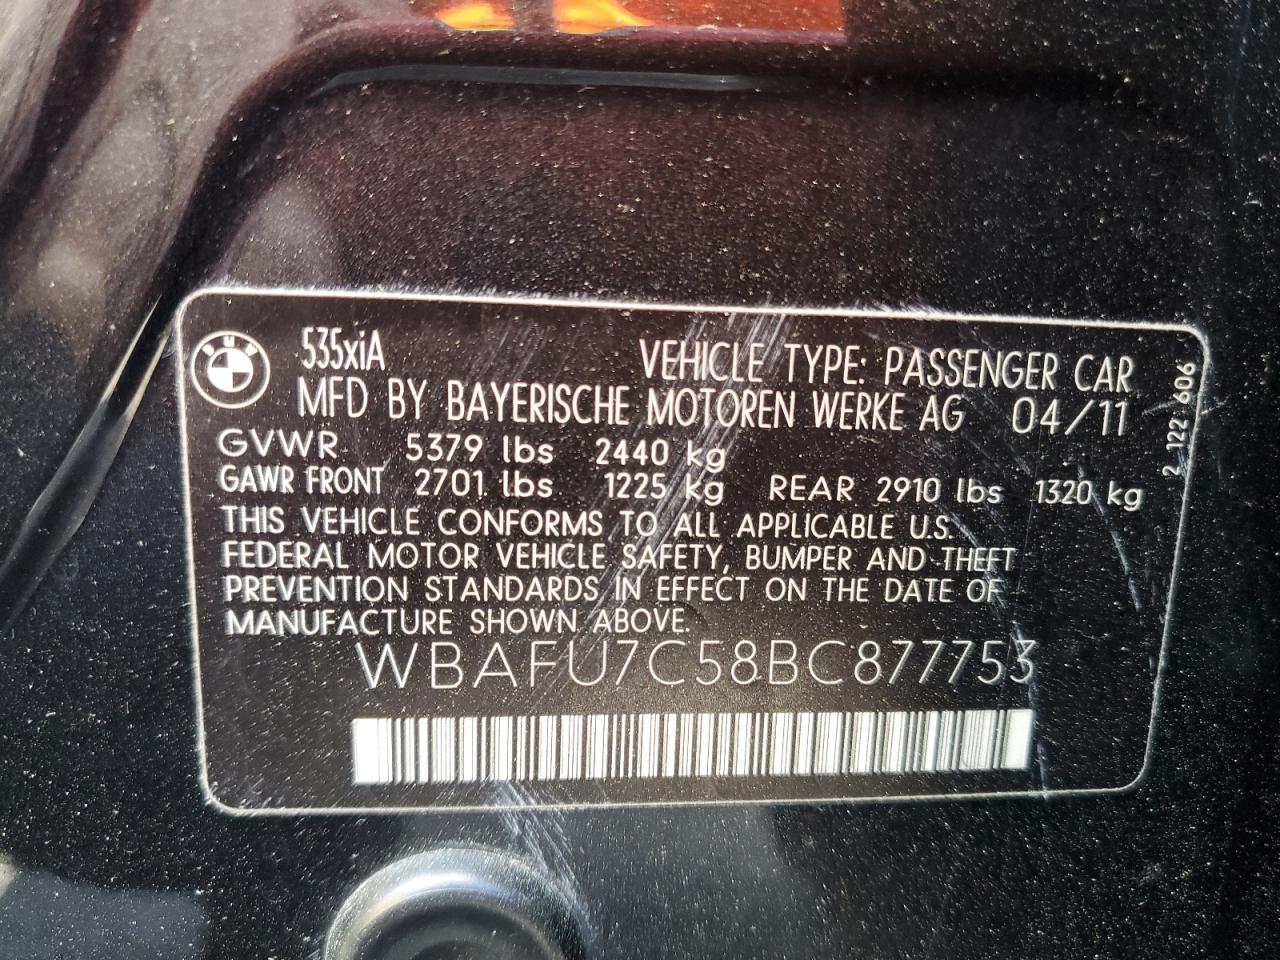 BMW
535xiA
VEHICLE TYPE: PASSENGER CAR
MFD BY BAYERISCHE MOTOREN WERKE AG 04/11
GVWR 5379 lbs 2440 kg
GAWR FRONT 2701 lbs 1225 kg REAR 2910 lbs 1320 kg
THIS VEHICLE CONFORMS TO ALL APPLICABLE U.S.
FEDERAL MOTOR VEHICLE SAFETY, BUMPER AND THEFT
PREVENTION STANDARDS IN EFFECT ON THE DATE OF
MANUFACTURE SHOWN ABOVE.
WBAFU7C58BC877753
2 122 606